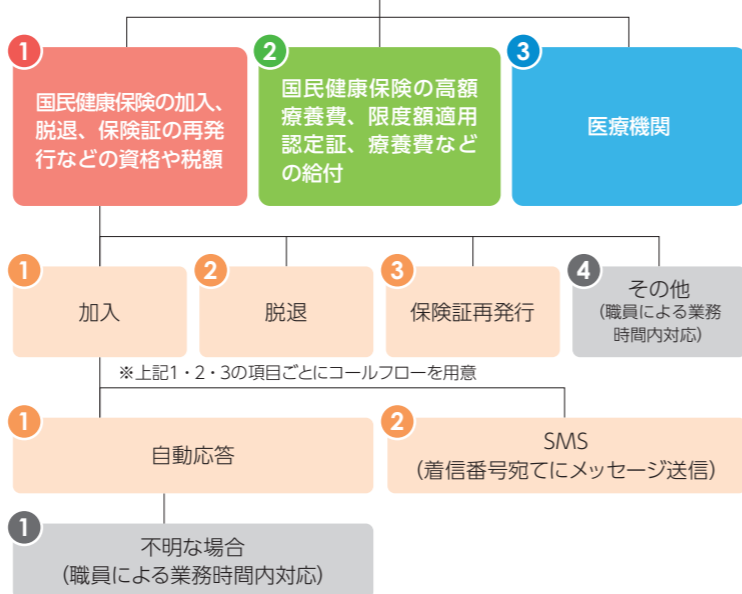 1
国民健康保険の加入、
脱退、保険証の再発
行などの資格や税額
2
国民健康保険の高額
療養費、限度額適用
認定証、療養費など
の給付
3
医療機関
1
加入
2
脱退
3
保険証再発行
4
その他
(職員による業務
時間内対応)
※上記1・2・3の項目ごとにコールフローを用意
1
自動応答
2
SMS
(着信番号宛てにメッセージ送信)
1
不明な場合
(職員による業務時間内対応)